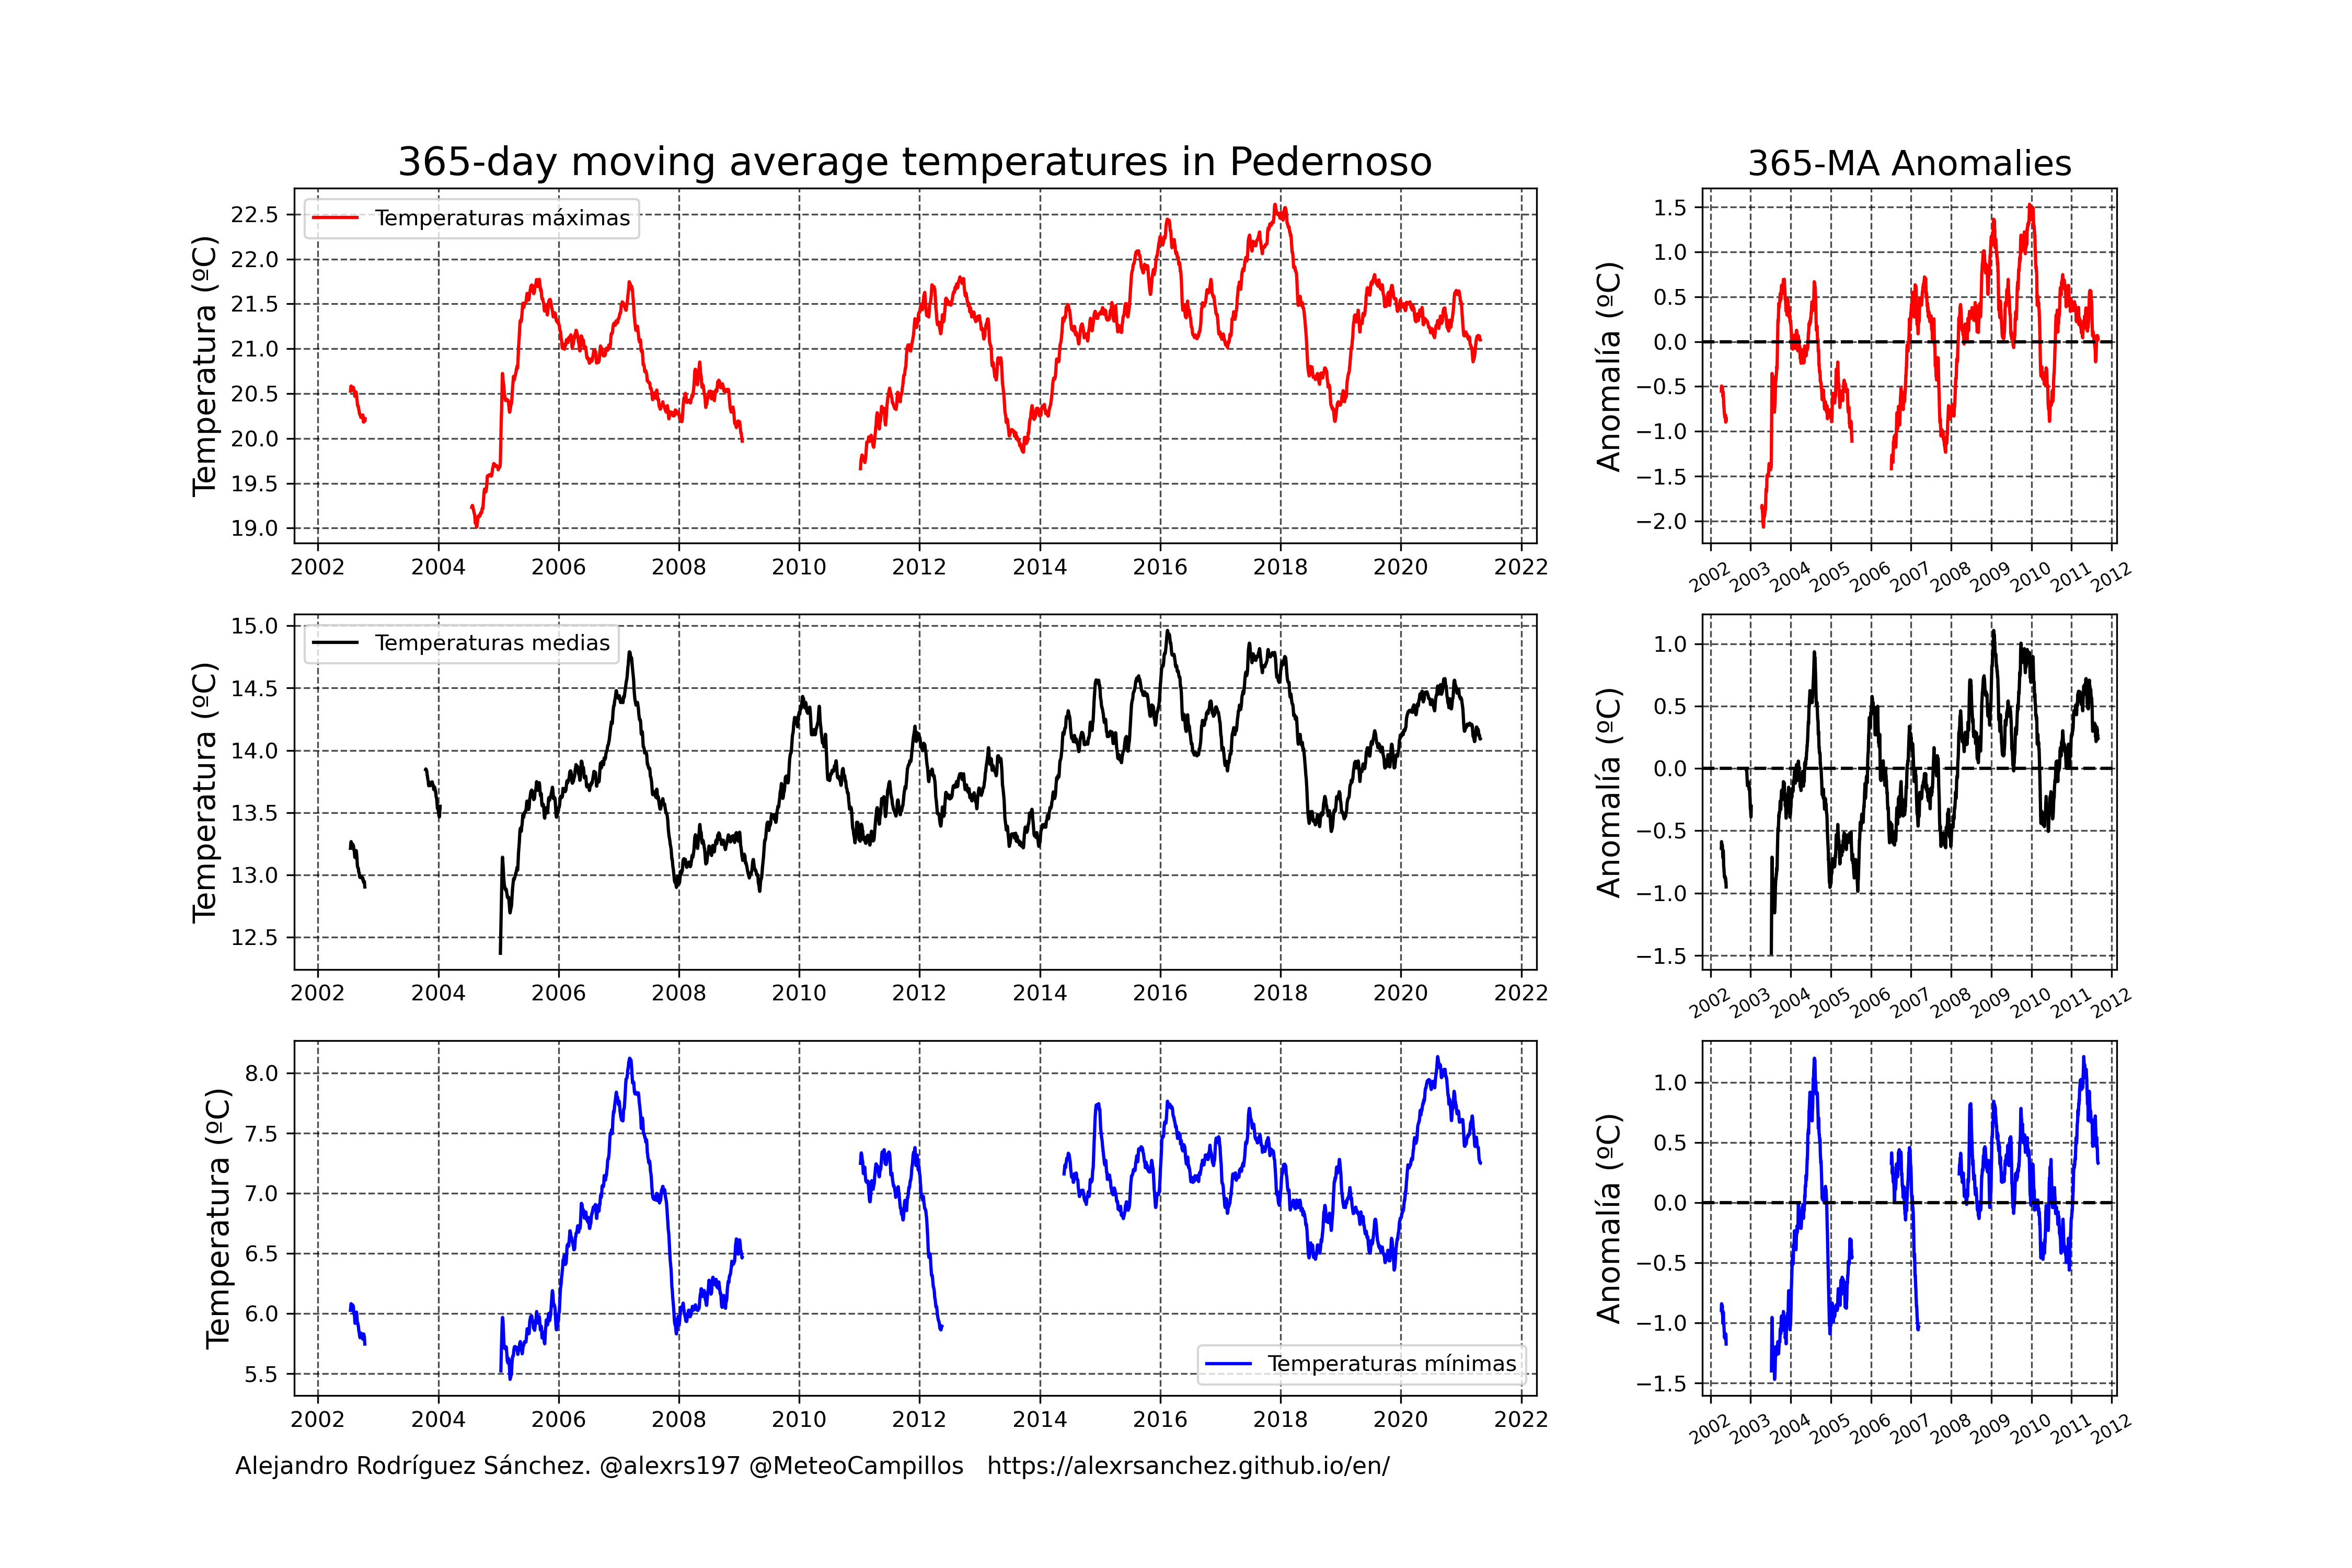 365-day moving average temperatures in Pedernoso
365-MA Anomalies
Temperatura (ºC)
22.5
22.0
21.5
21.0
20.5
20.0
19.5
19.0
Temperaturas máximas
2002 2004 2006 2008 2010 2012 2014 2016 2018 2020 2022
Anomalía (ºC)
1.5
1.0
0.5
0.0
−0.5
−1.0
−1.5
−2.0
2002 2003 2004 2005 2006 2007 2008 2009 2010 2011 2012
Temperatura (ºC)
15.0
14.5
14.0
13.5
13.0
12.5
Temperaturas medias
2002 2004 2006 2008 2010 2012 2014 2016 2018 2020 2022
Anomalía (ºC)
1.0
0.5
0.0
−0.5
−1.0
−1.5
2002 2003 2004 2005 2006 2007 2008 2009 2010 2011 2012
Temperatura (ºC)
8.0
7.5
7.0
6.5
6.0
5.5
Temperaturas mínimas
2002 2004 2006 2008 2010 2012 2014 2016 2018 2020 2022
Anomalía (ºC)
1.0
0.5
0.0
−0.5
−1.0
−1.5
2002 2003 2004 2005 2006 2007 2008 2009 2010 2011 2012
Alejandro Rodríguez Sánchez. @alexrs197 @MeteoCampillos https://alexrsanchez.github.io/en/